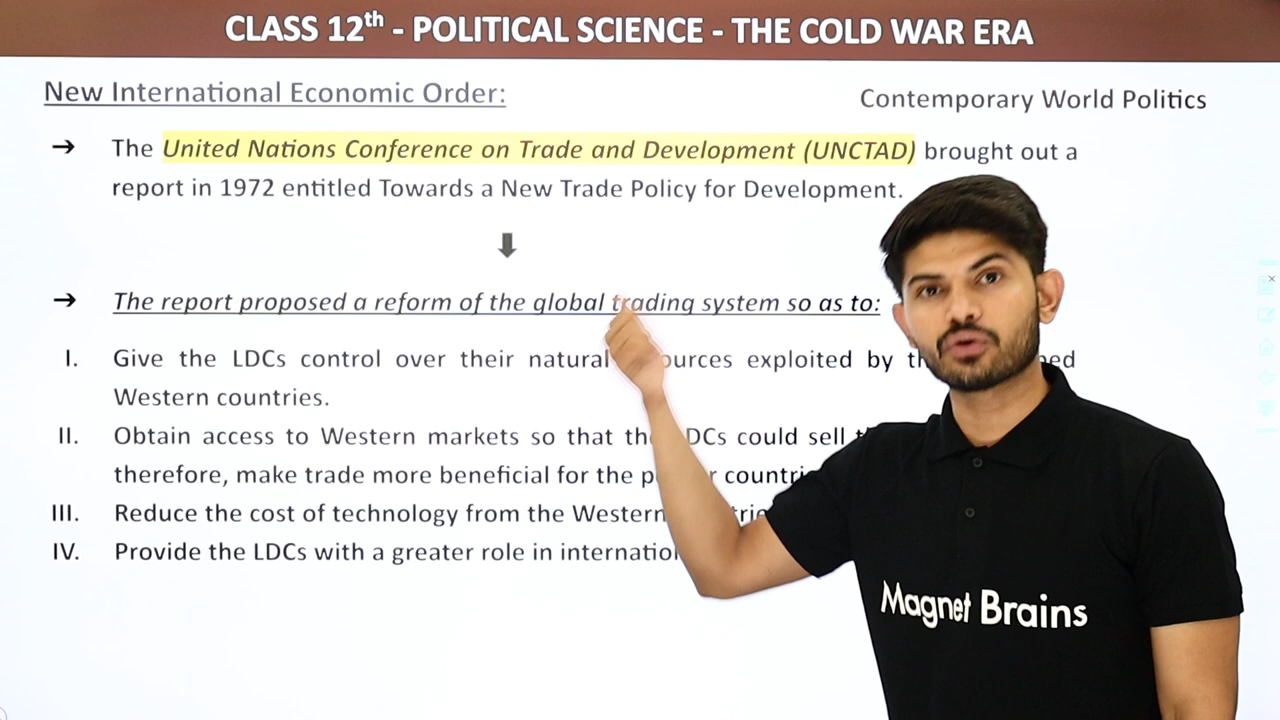 CLASS 12th - POLITICAL SCIENCE - THE COLD WAR ERA
New International Economic Order:
Contemporary World Politics
➔ The United Nations Conference on Trade and Development (UNCTAD) brought out a
report in 1972 entitled Towards a New Trade Policy for Development.
➔ The report proposed a reform of the global trading system so as to:
I. Give the LDCs control over their natural exploited by
Western countries.
II. Obtain access to Western markets so that could sell
therefore, make trade more beneficial for the
III. Reduce the cost of technology from the Western
IV. Provide the LDCs with a greater role in
Magnet Brains